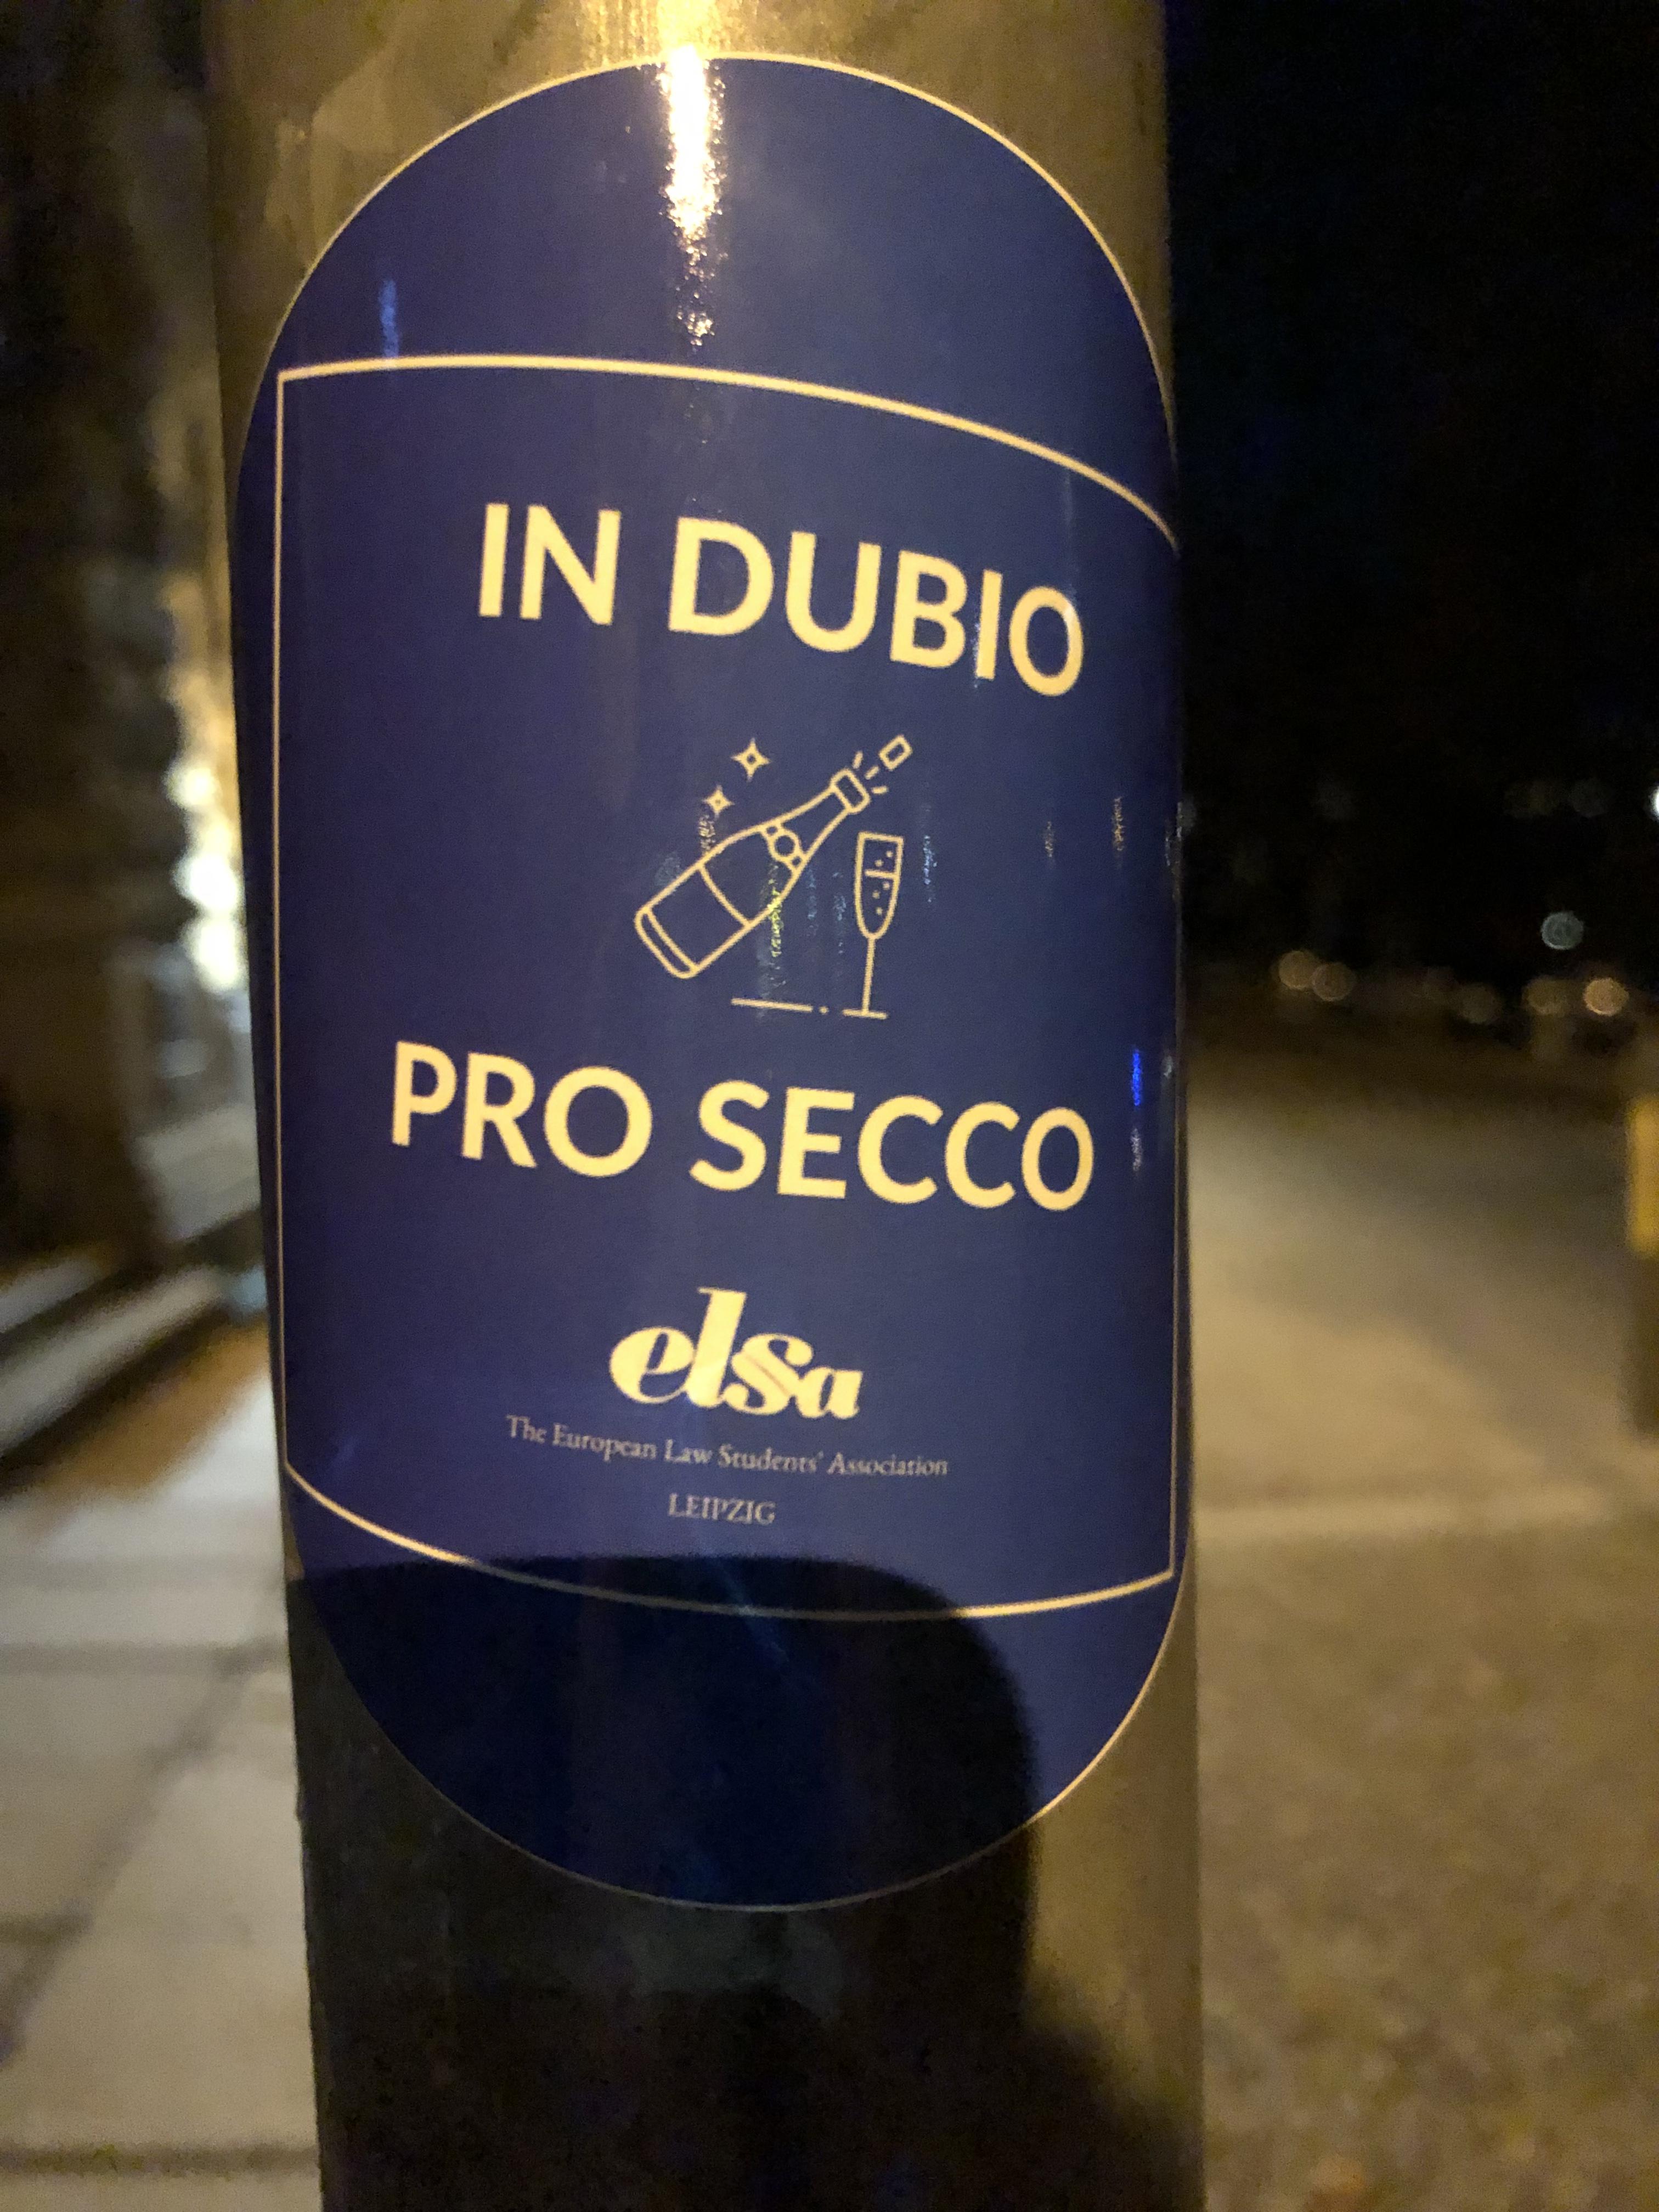 IN DUBIO
PRO SECCO
elsa
The European Law Students' Association
LEIPZIG